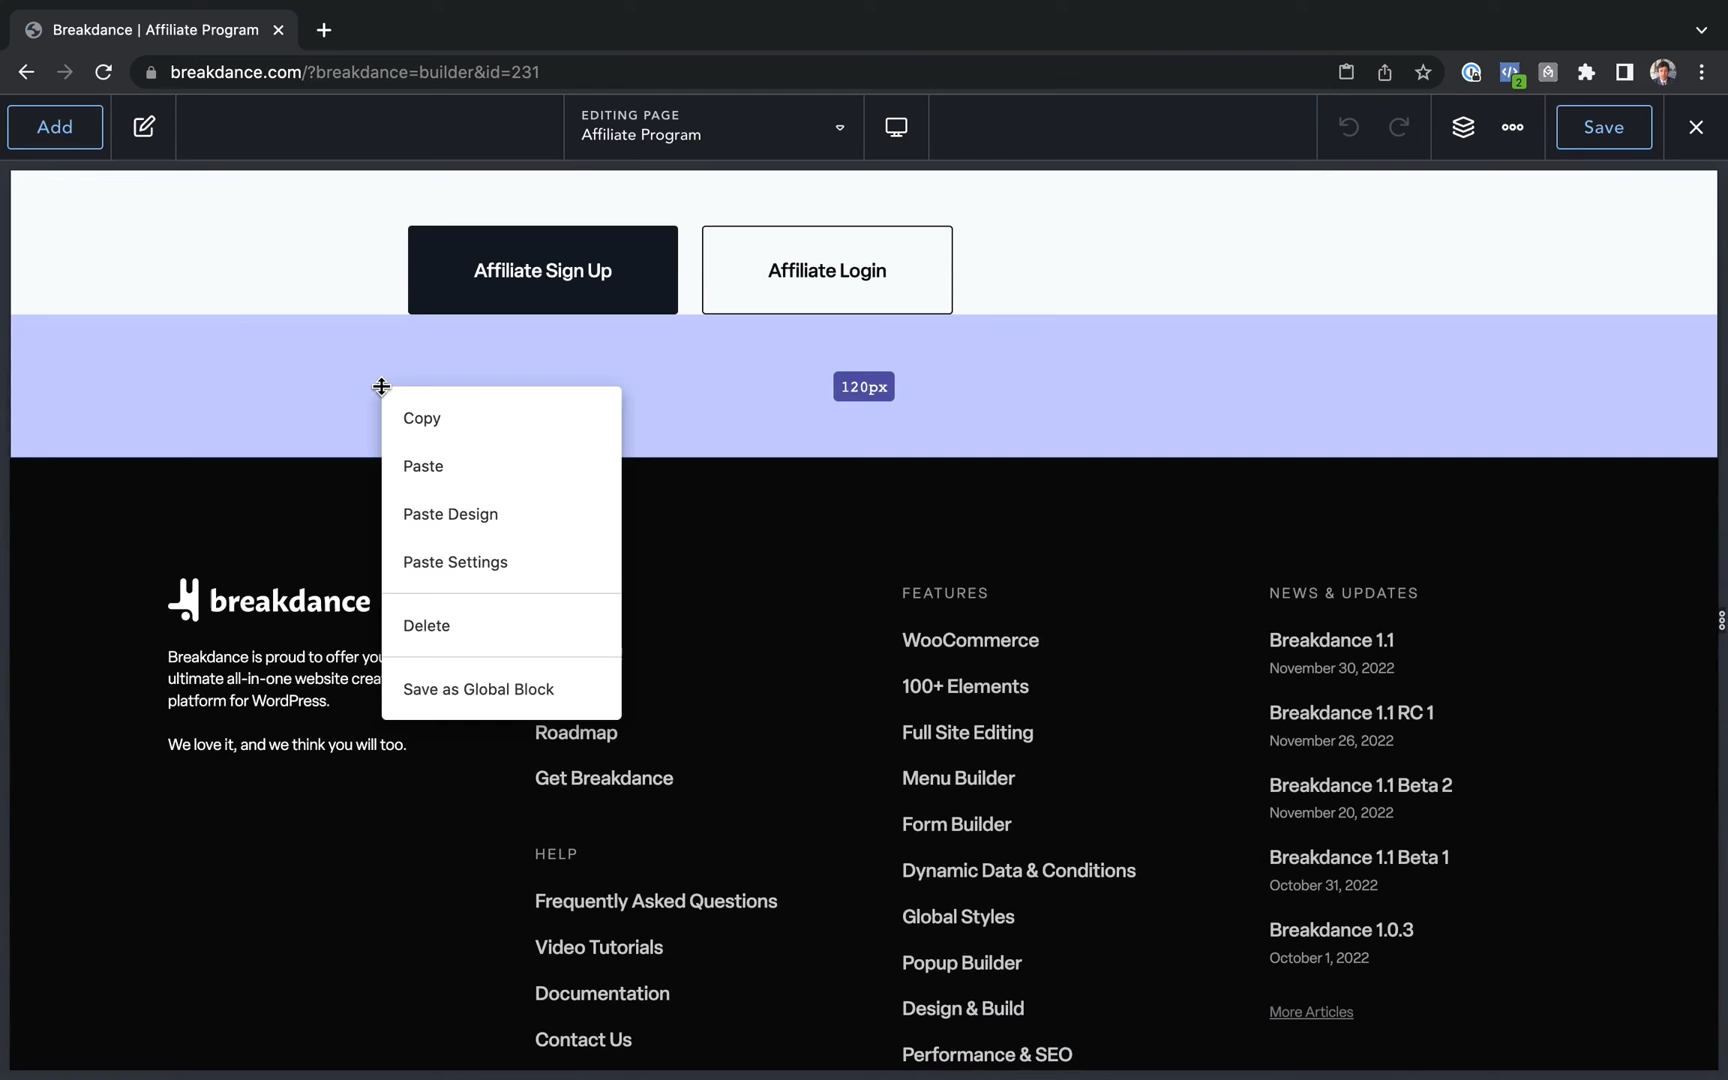 Breakdance | Affiliate Program
breakdance.com/?breakdance=builder&id=231
2
Add
EDITING PAGE
Affiliate Program
Save
Affiliate Sign Up
Affiliate Login
120px
Copy
Paste
Paste Design
Paste Settings
Delete
Save as Global Block
breakdance
Breakdance is proud to offer you
ultimate all-in-one website crea
platform for WordPress.
We love it, and we think you will too.
Roadmap
Get Breakdance
HELP
Frequently Asked Questions
Video Tutorials
Documentation
Contact Us
FEATURES
WooCommerce
100+ Elements
Full Site Editing
Menu Builder
Form Builder
Dynamic Data & Conditions
Global Styles
Popup Builder
Design & Build
Performance & SEO
NEWS & UPDATES
Breakdance 1.1
November 30, 2022
Breakdance 1.1 RC 1
November 26, 2022
Breakdance 1.1 Beta 2
November 20, 2022
Breakdance 1.1 Beta 1
October 31, 2022
Breakdance 1.0.3
October 1, 2022
More Articles